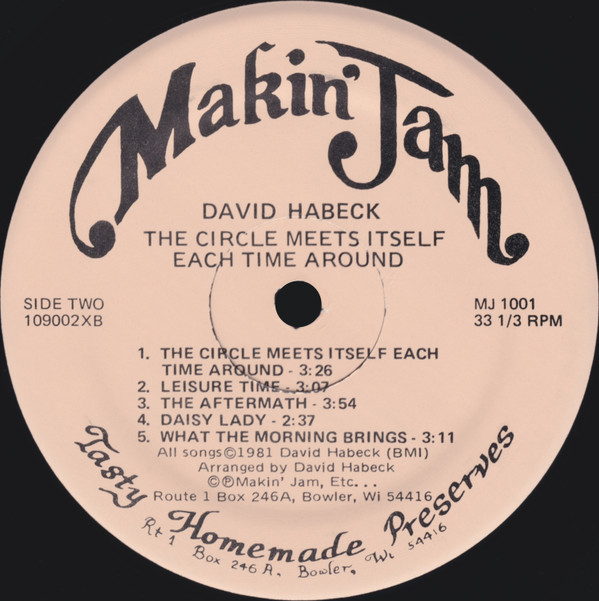 Makin' Jam
DAVID HABECK
THE CIRCLE MEETS ITSELF
EACH TIME AROUND
SIDE TWO
109002XB
MJ 1001
33 1/3 RPM
1. THE CIRCLE MEETS ITSELF EACH
TIME AROUND - 3:26
2. LEISURE TIME - 3:07
3. THE AFTERMATH - 3:54
4. DAISY LADY - 2:37
5. WHAT THE MORNING BRINGS - 3:11
All songs©1981 David Habeck (BMI)
Arranged by David Habeck
©℗Makin' Jam, Etc...
Route 1 Box 246A, Bowler, Wi 54416
Tasty Homemade Preserves
Rt 1 Box 246 A. Bowler, Wi 54416